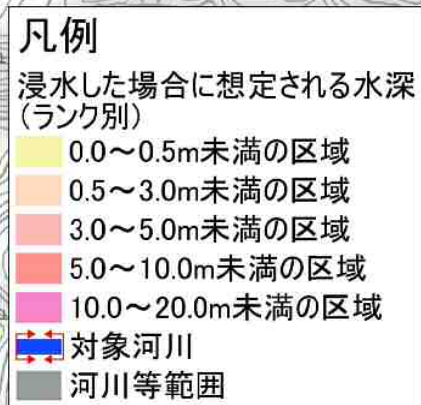 凡例
浸水した場合に想定される水深
(ランク別)
0.0～0.5m未満の区域
0.5～3.0m未満の区域
3.0～5.0m未満の区域
5.0～10.0m未満の区域
10.0～20.0m未満の区域
対象河川
河川等範囲